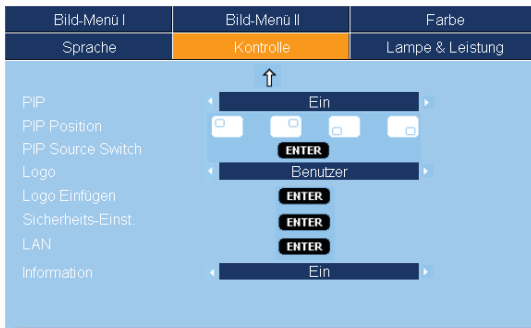 Bild-Menü I Bild-Menü II Farbe
Sprache Kontrolle Lampe & Leistung
PIP Ein
PIP Position
PIP Source Switch ENTER
Logo Benutzer
Logo Einfügen ENTER
Sicherheits-Einst. ENTER
LAN ENTER
Information Ein